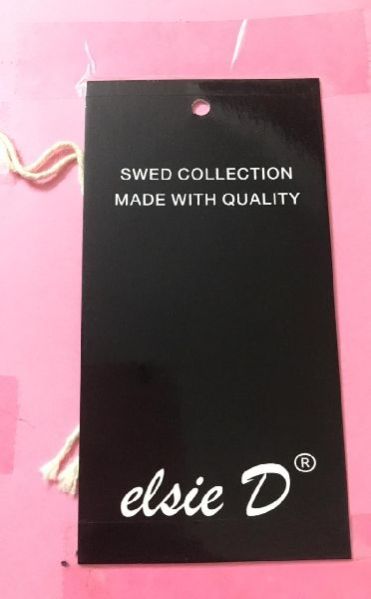 SWED COLLECTION
MADE WITH QUALITY
elsie D®